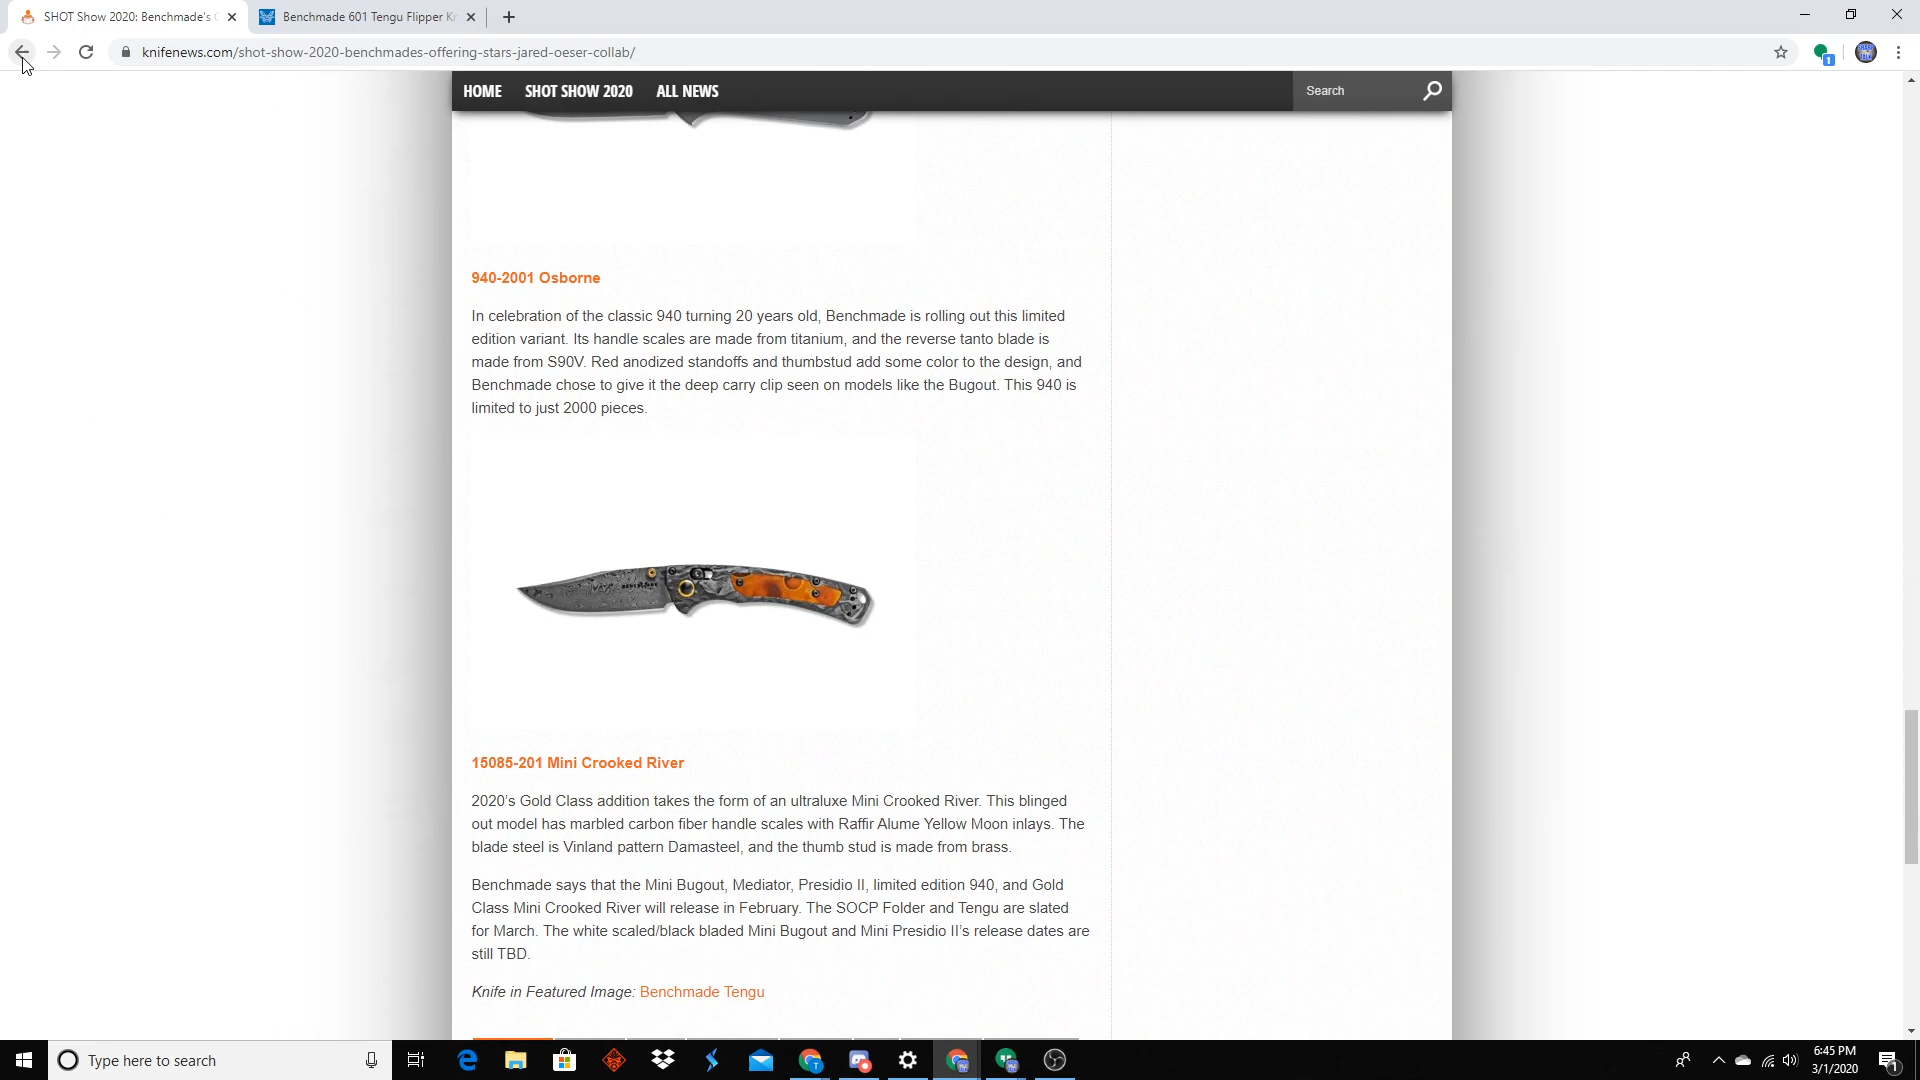 SHOT Show 2020: Benchmade's
Benchmade 601 Tengu Flipper Kn
knifenews.com/shot-show-2020-benchmades-offering-stars-jared-oeser-collab/
1
HOME
SHOT SHOW 2020
ALL NEWS
Search
940-2001 Osborne
In celebration of the classic 940 turning 20 years old, Benchmade is rolling out this limited
edition variant. Its handle scales are made from titanium, and the reverse tanto blade is
made from S90V. Red anodized standoffs and thumbstud add some color to the design, and
Benchmade chose to give it the deep carry clip seen on models like the Bugout. This 940 is
limited to just 2000 pieces.
15085-201 Mini Crooked River
2020's Gold Class addition takes the form of an ultraluxe Mini Crooked River. This blinged
out model has marbled carbon fiber handle scales with Raffir Alume Yellow Moon inlays. The
blade steel is Vinland pattern Damasteel, and the thumb stud is made from brass.
Benchmade says that the Mini Bugout, Mediator, Presidio II, limited edition 940, and Gold
Class Mini Crooked River will release in February. The SOCP Folder and Tengu are slated
for March. The white scaled/black bladed Mini Bugout and Mini Presidio II's release dates are
still TBD.
Knife in Featured Image: Benchmade Tengu
Type here to search
6:45 PM
3/1/2020
1